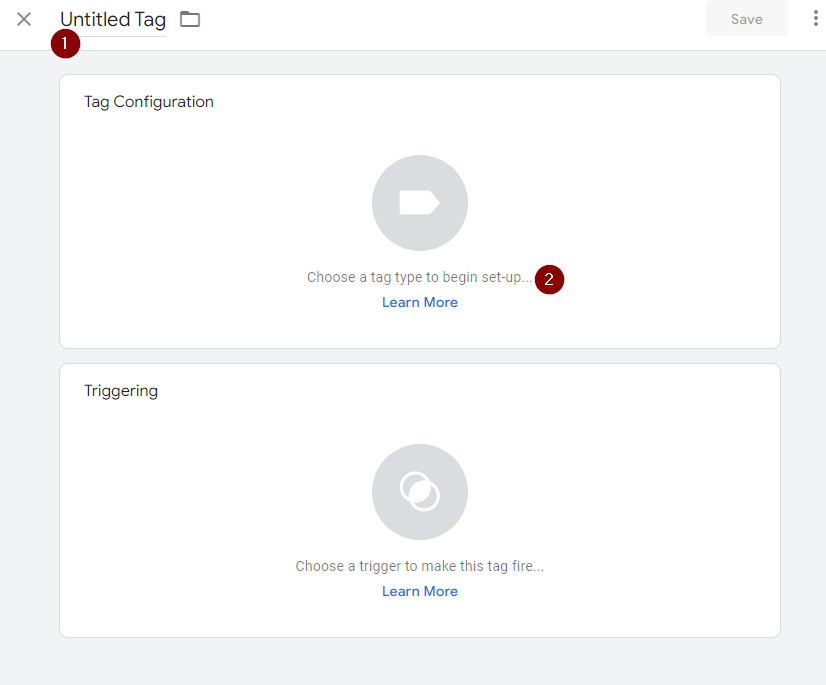 Untitled Tag
Save
1
Tag Configuration
Choose a tag type to begin set-up...
2
Learn More
Triggering
Choose a trigger to make this tag fire...
Learn More